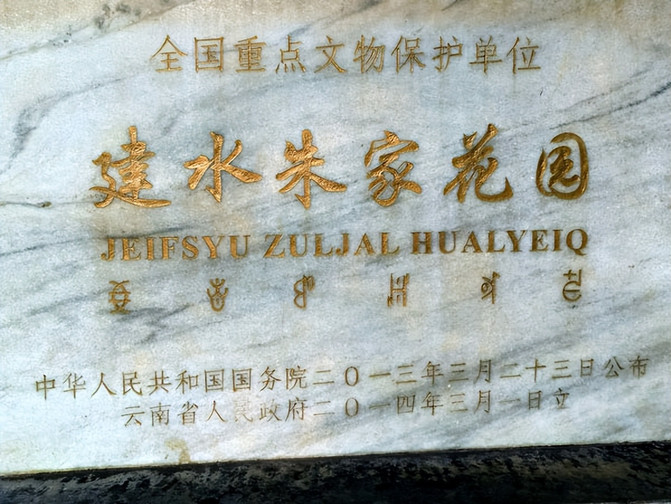 全国重点文物保护单位
建水朱家花园
JEIFSYU ZULJAL HUALYEIQ
中华人民共和国国务院二〇一三年三月二十三日公布
云南省人民政府二〇一四年三月一日立